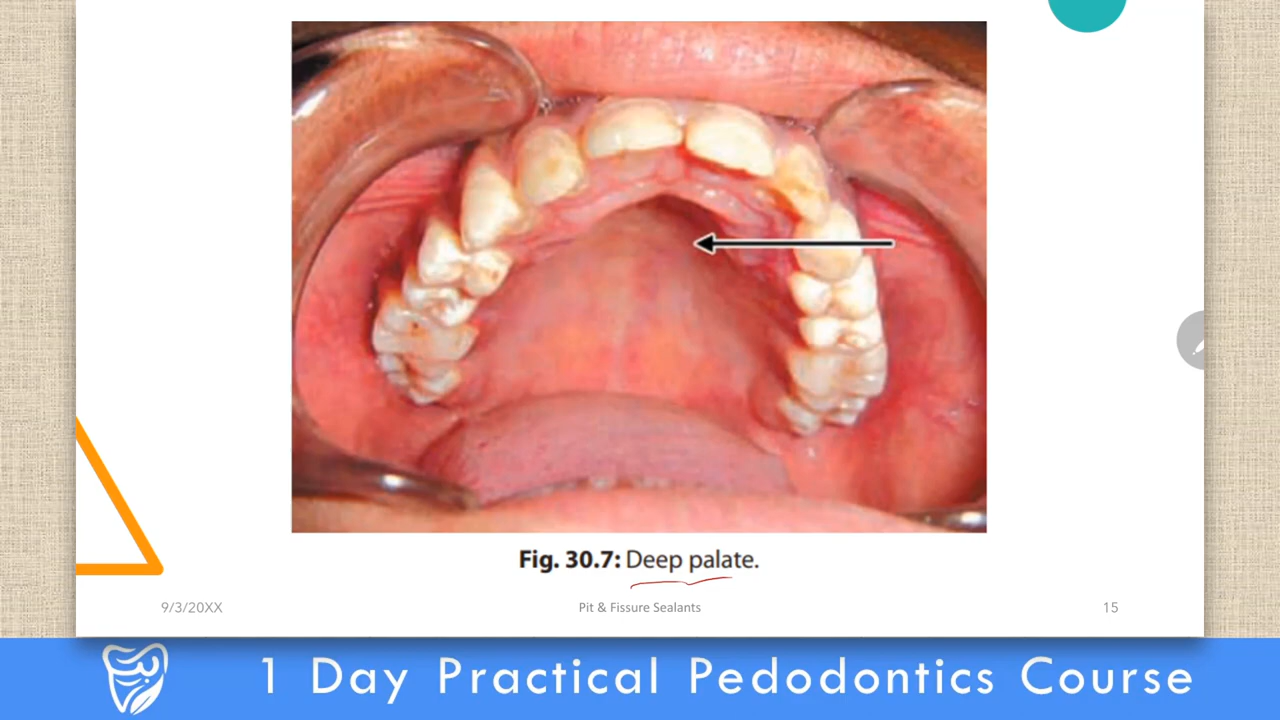 Fig. 30.7: Deep palate.
9/3/20XX
Pit & Fissure Sealants
15
1 Day Practical Pedodontics Course